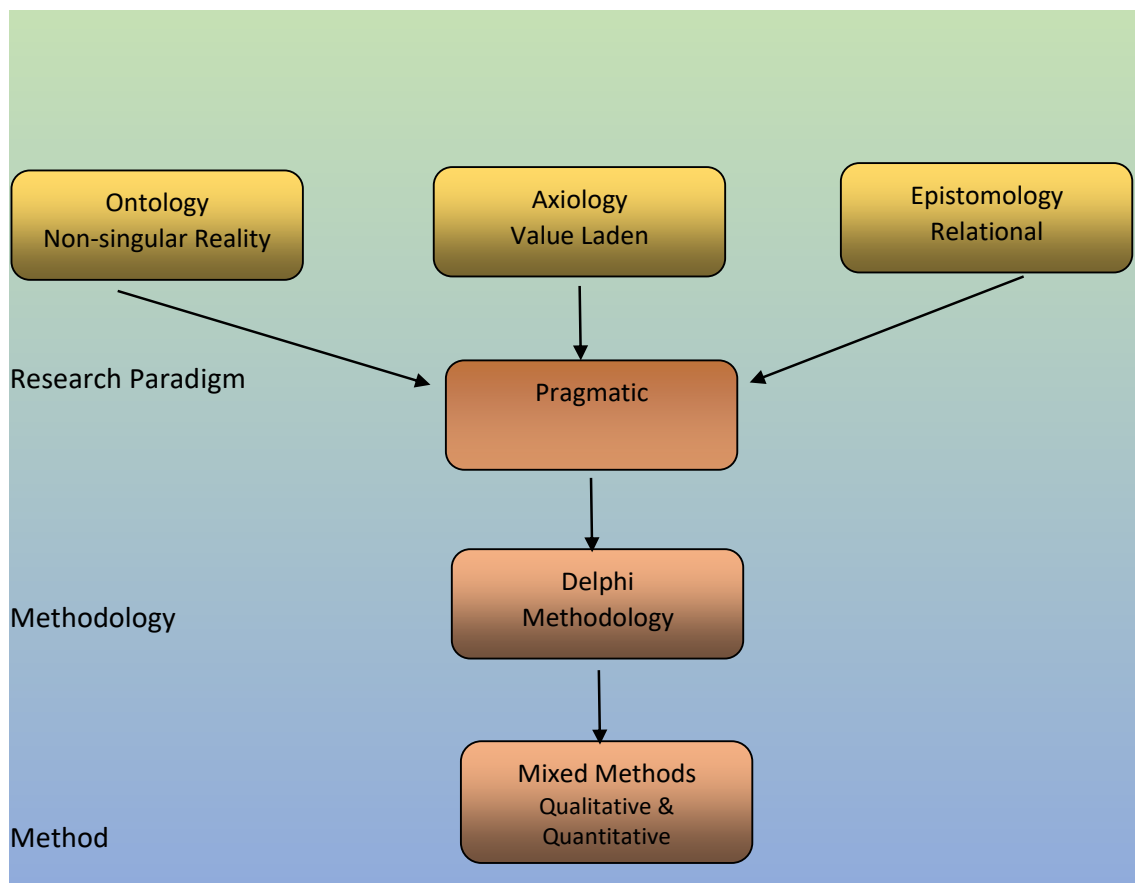 Ontology
Non-singular Reality
Axiology
Value Laden
Epistomology
Relational
Research Paradigm
Pragmatic
Delphi
Methodology
Methodology
Mixed Methods
Qualitative &
Quantitative
Method